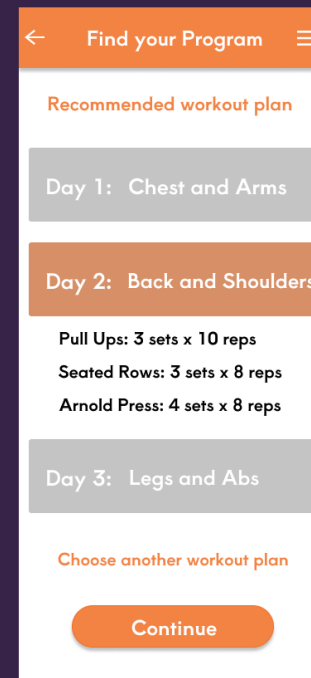 Find your Program
Recommended workout plan
Day 1: Chest and Arms
Day 2: Back and Shoulders
Pull Ups: 3 sets x 10 reps
Seated Rows: 3 sets x 8 reps
Arnold Press: 4 sets x 8 reps
Day 3: Legs and Abs
Choose another workout plan
Continue